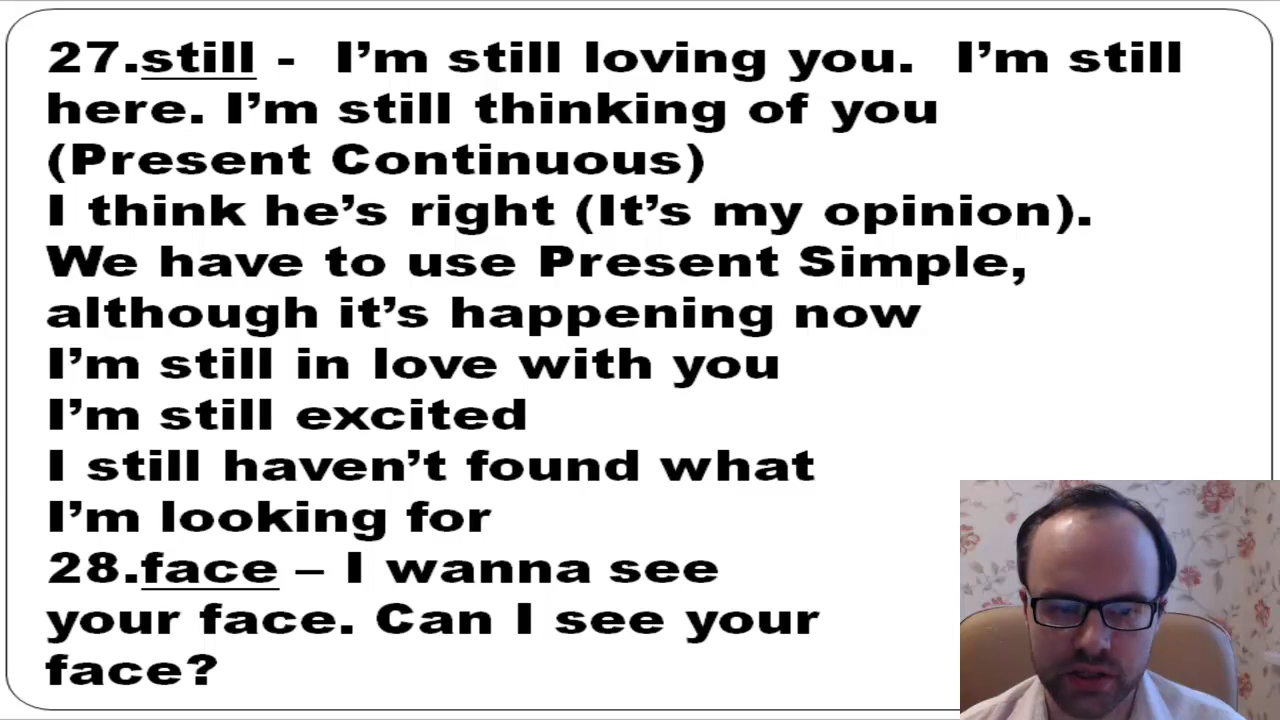 27.still -  I’m still loving you.  I’m still
here. I’m still thinking of you
(Present Continuous)
I think he’s right (It’s my opinion).
We have to use Present Simple,
although it’s happening now
I’m still in love with you
I’m still excited
I still haven’t found what
I’m looking for
28.face – I wanna see
your face. Can I see your
face?